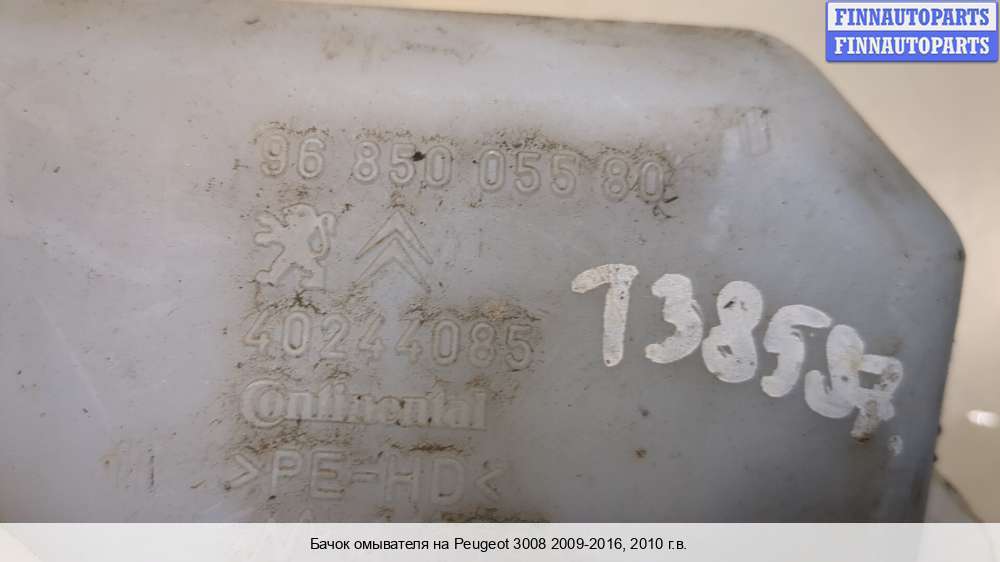 FINNAUTOPARTS
FINNAUTOPARTS
96 850 055 80
40244085
Continental
>PE-HD<
Бачок омывателя на Peugeot 3008 2009-2016, 2010 г.в.